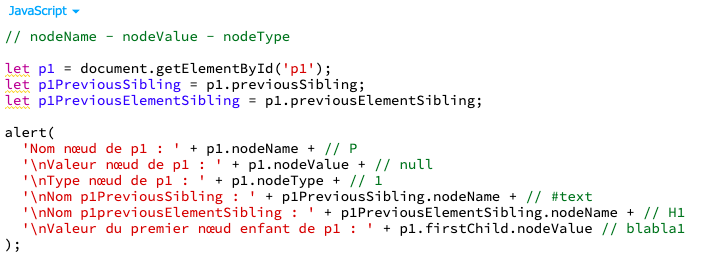 JavaScript
// nodeName - nodeValue - nodeType
let p1 = document.getElementById('p1');
let p1PreviousSibling = p1.previousSibling;
let p1PreviousElementSibling = p1.previousElementSibling;
alert(
'Nom nœud de p1 : ' + p1.nodeName + // P
'\nValeur nœud de p1 : ' + p1.nodeValue + // null
'\nType nœud de p1 : ' + p1.nodeType + // 1
'\nNom p1PreviousSibling : ' + p1PreviousSibling.nodeName + // #text
'\nNom p1previousElementSibling : ' + p1PreviousElementSibling.nodeName + // H1
'\nValeur du premier nœud enfant de p1 : ' + p1.firstChild.nodeValue // blabla1
);